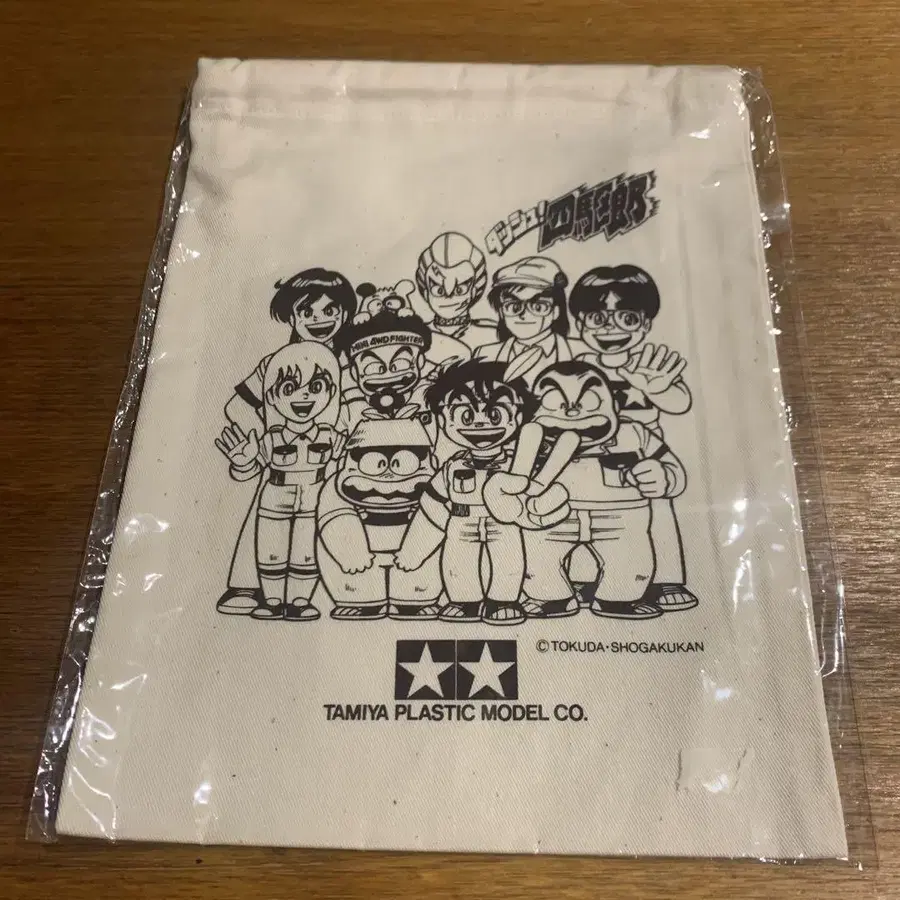 ダッシュ!
四駆郎
MINI 4WD FIGHTER
©TOKUDA・SHOGAKUKAN
TAMIYA PLASTIC MODEL CO.